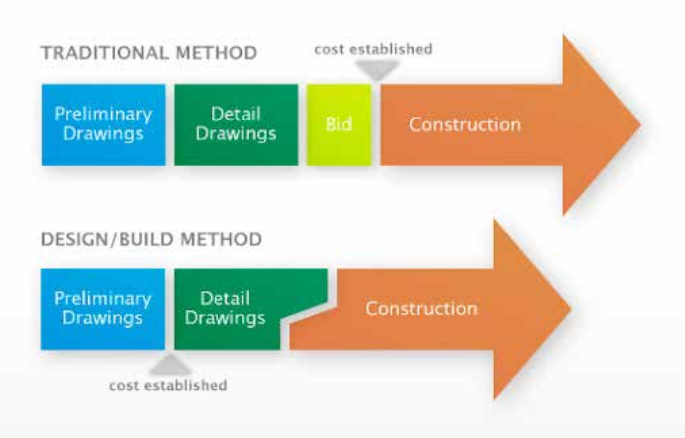 TRADITIONAL METHOD
cost established
Preliminary
Drawings
Detail
Drawings
Bid
Construction
DESIGN/BUILD METHOD
Preliminary
Drawings
Detail
Drawings
Construction
cost established